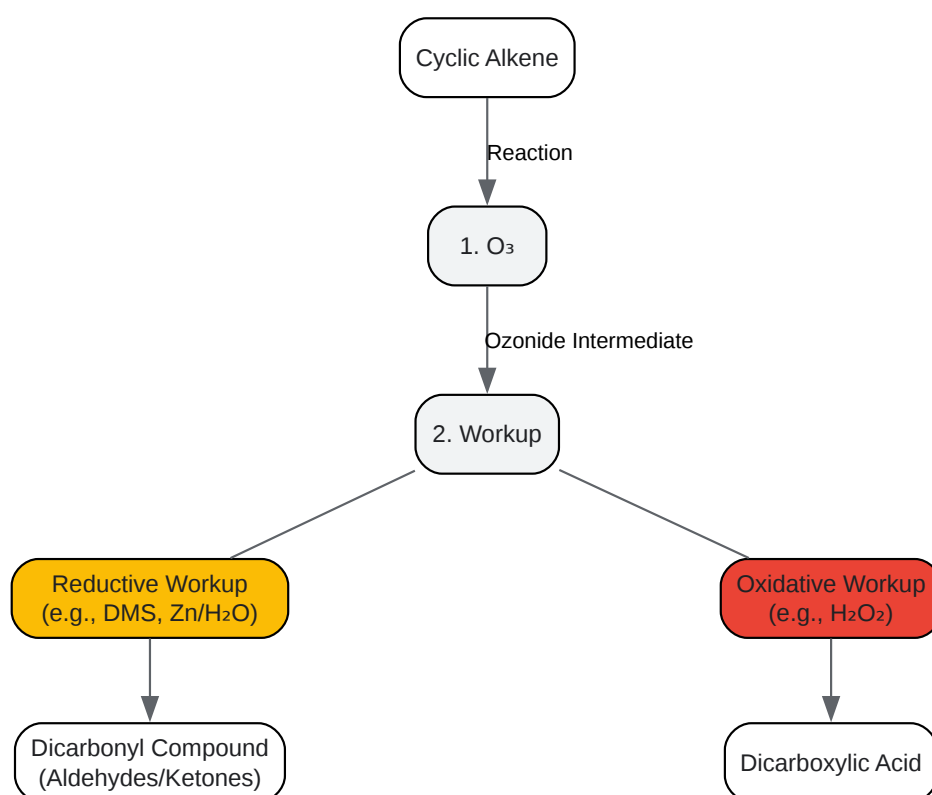 Cyclic Alkene
Reaction
1. O₃
Ozonide Intermediate
2. Workup
Reductive Workup
(e.g., DMS, Zn/H₂O)
Oxidative Workup
(e.g., H₂O₂)
Dicarbonyl Compound
(Aldehydes/Ketones)
Dicarboxylic Acid